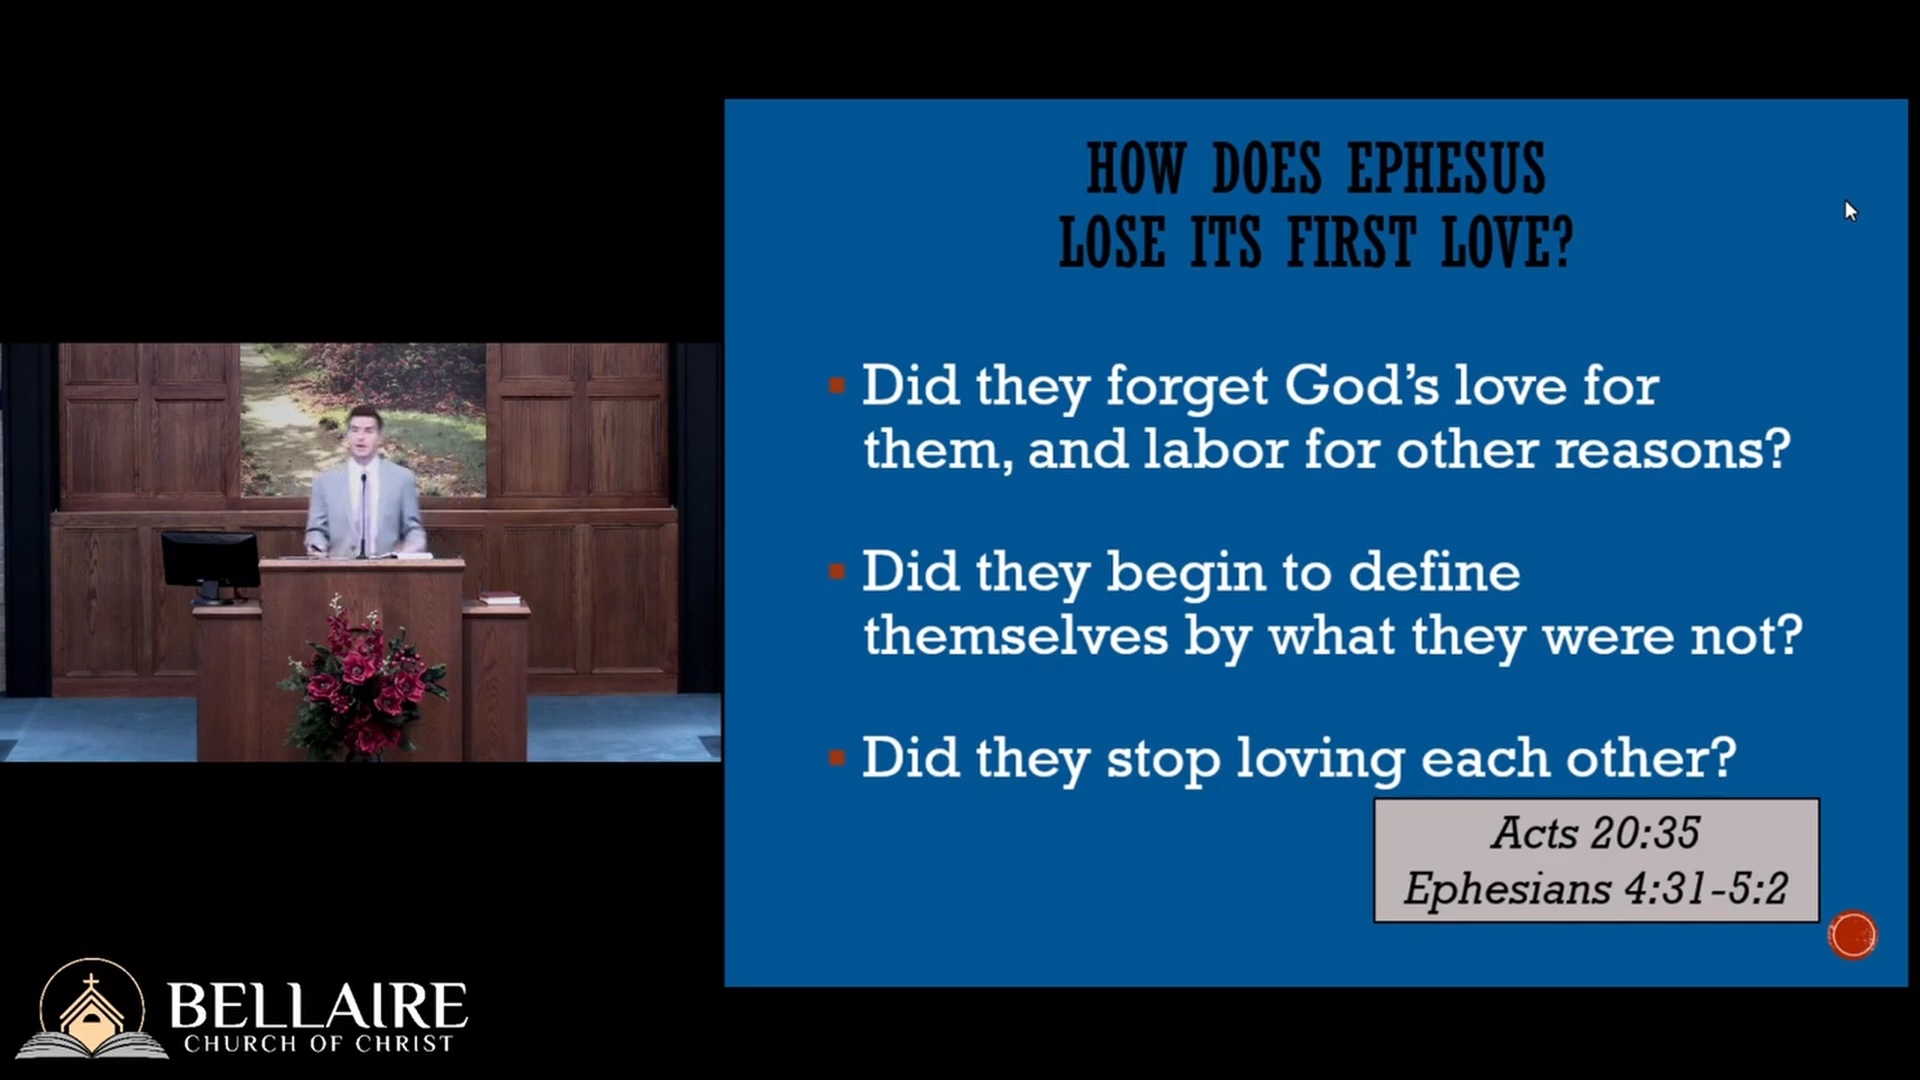 HOW DOES EPHESUS
LOSE ITS FIRST LOVE?
Did they forget God's love for
them, and labor for other reasons?
Did they begin to define
themselves by what they were not?
Did they stop loving each other?
Acts 20:35
Ephesians 4:31-5:2
BELLAIRE
CHURCH OF CHRIST